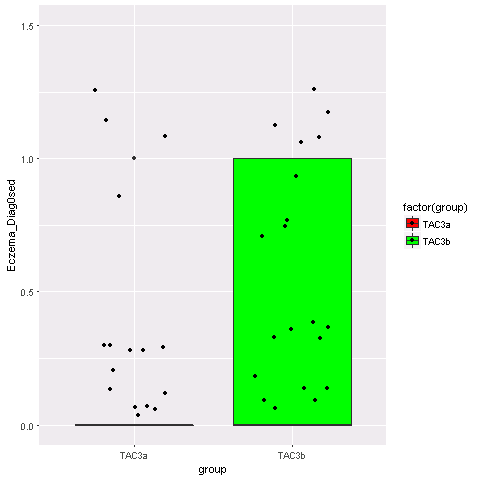 1.5
1.0
0.5
0.0
Eczema_Diag0sed
TAC3a
TAC3b
group
factor(group)
TAC3a
TAC3b